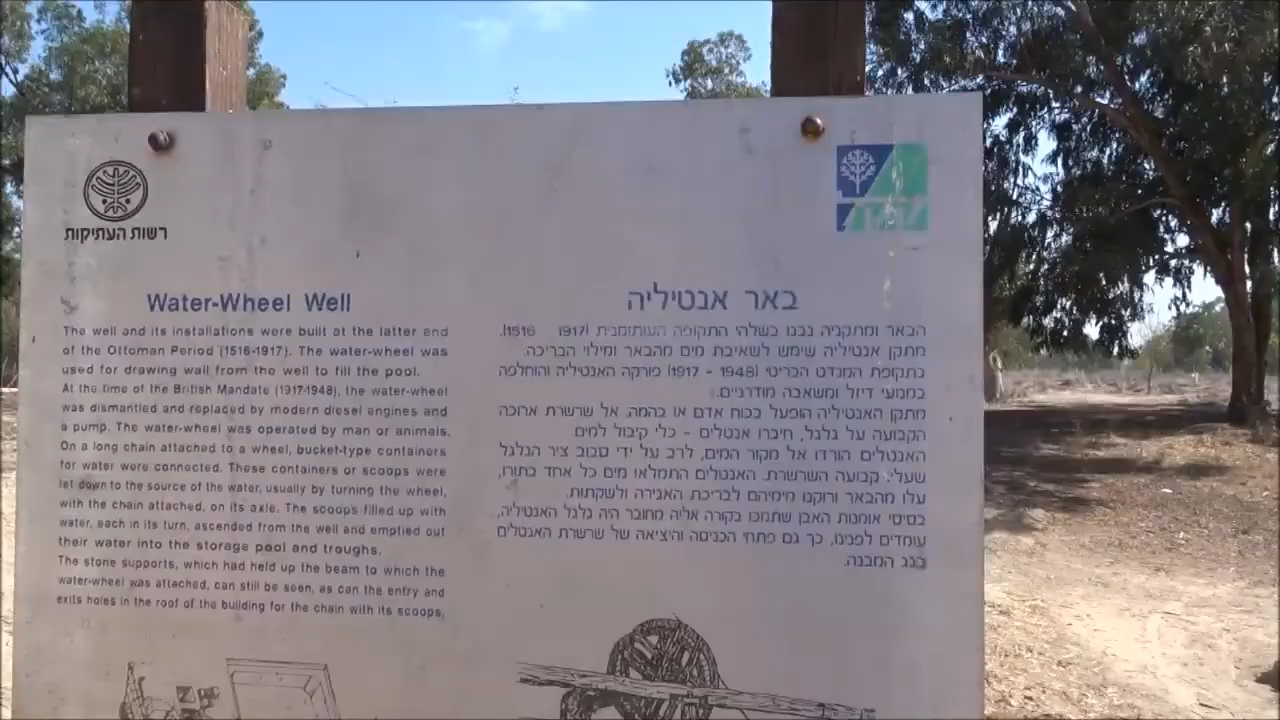 רשות העתיקות
Water-Wheel Well
The well and its installations were built at the latter end
of the Ottoman Period (1516-1917). The water-wheel was
used for drawing wall from the well to fill the pool.
At the time of the British Mandate (1917-1948), the water-wheel
was dismantled and replaced by modern diesel engines and
a pump. The water-wheel was operated by man or animals.
On a long chain attached to a wheel, bucket-type containers
for water were connected. These containers or scoops were
let down to the source of the water, usually by turning the wheel,
with the chain attached, on its axle. The scoops filled up with
water, each in its turn, ascended from the well and emptied out
their water into the storage pool and troughs.
The stone supports, which had held up the beam to which the
water-wheel was attached, can still be seen, as can the entry and
exits holes in the roof of the building for the chain with its scoops,
באר אנטיליה
הבאר ומתקניה נבנו בשלהי התקופה העותומנית (1917 1516).
מתקן אנטיליה שימש לשאיבת מים מהבאר ומילוי הבריכה.
בתקופת המנדט הבריטי (1948 - 1917) פורקה האנטיליה והוחלפה
במנועי דיזל ומשאבה מודרניים.
מתקן האנטיליה הופעל בכוח אדם או בהמה. אל שרשרת ארוכה
הקבועה על גלגל, חיברו אנטלים - כלי קיבול למים
האנטלים הורדו אל מקור המים, לרב על ידי סבוב ציר הגלגל
שעליו קבועה השרשרת. האנטלים התמלאו מים כל אחד בתורו,
עלו מהבאר ורוקנו מימיהם לבריכת האגירה ולשקתות.
בסיסי אומנות האבן שתמכו בקורה אליה מחובר היה גלגל האנטיליה,
עומדים לפנינו, כך גם פתחי הכניסה והיציאה של שרשרת האנטלים
בגג המבנה.